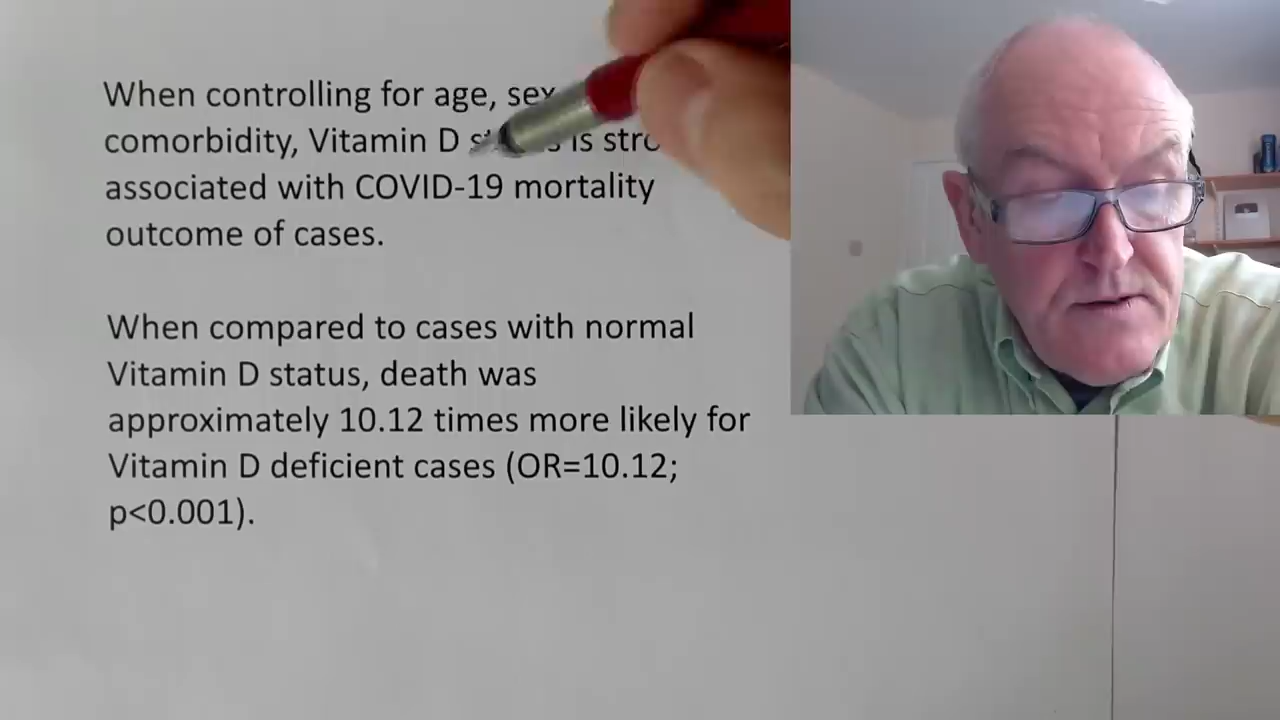 When controlling for age, sex
comorbidity, Vitamin D is
associated with COVID-19 mortality
outcome of cases.
When compared to cases with normal
Vitamin D status, death was
approximately 10.12 times more likely for
Vitamin D deficient cases (OR=10.12;
p<0.001).